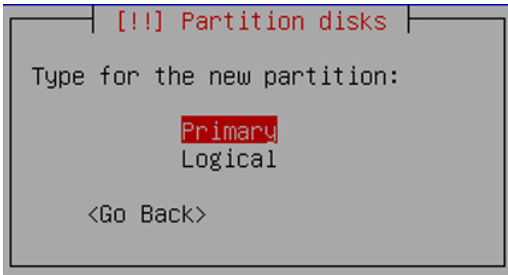 [!!] Partition disks
Type for the new partition:
Primary
Logical
<Go Back>